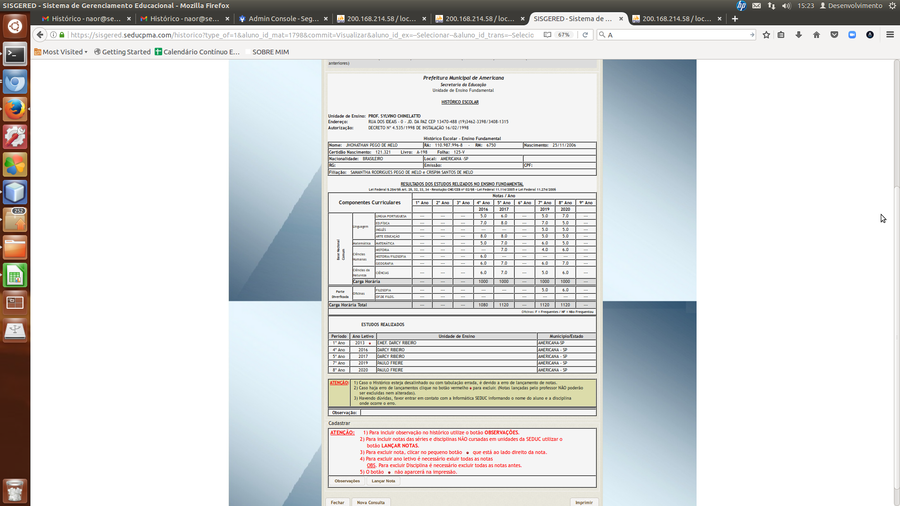 SISGERED - Sistema de Gerenciamento Educacional - Mozilla Firefox
15:23
Desenvolvimento
Histórico - naor@se...
Histórico - naor@se...
Admin Console - Seg...
200.168.214.58 / loc...
200.168.214.58 / loc...
SISGERED - Sistema de ...
200.168.214.58 / loc...
https://sisgered.seducpma.com/historico?type_of=1&aluno_id_mat=1798&commit=Visualizar&aluno_id_ex=--Selecionar--&aluno_id_trans=--Selecio
67%
A
Most Visited
Getting Started
Calendário Contínuo E...
SOBRE MIM
anteriores)
Prefeitura Municipal de Americana
Secretaria da Educação
Unidade de Ensino Fundamental
HISTÓRICO ESCOLAR
Unidade de Ensino: PROF. SYLVINO CHINELATTO
Endereço: RUA DOS IDEAIS - 0 - JD. DA PAZ CEP 13470-488 (19)3462-3398/3408-1315
Autorização: DECRETO Nº 4.535/1998 DE INSTALAÇÃO 16/02/1998
Histórico Escolar - Ensino Fundamental
Nome: JHONATHAN PEGO DE MELO RA: 110.987.996-8 - RM: 6750 Nascimento: 25/11/2006
Certidão Nascimento: 121.321 Livro: A-198 Folha: 125-V
Nacionalidade: BRASILEIRO Local: AMERICANA -SP
RG: Emissão: CPF:
Filiação: SAMANTHA RODRIGUES PEGO DE MELO e CRISPIM SANTOS DE MELO
RESULTADOS DOS ESTUDOS RELIZADOS NO ENSINO FUNDAMENTAL
Componentes Curriculares
Notas / Ano
1º Ano 2º Ano 3º Ano 4º Ano 5º Ano 6º Ano 7º Ano 8º Ano 9º Ano
2016 2017 2019 2020
Base Nacional Comum
Linguagem
LINGUA PORTUGUESA --- --- --- 5.0 6.0 --- 5.0 7.0 ---
ED.FISICA --- --- --- 7.0 8.0 --- 7.0 5.0 ---
INGLÊS --- --- --- --- --- --- 5.0 5.0 ---
ARTE EDUCAÇÃO --- --- --- 8.0 8.0 --- 5.0 5.0 ---
Matemática MATEMÁTICA --- --- --- 5.0 7.0 --- 6.0 5.0 ---
Ciências Humanas
HISTORIA --- --- --- --- 7.0 --- 4.0 6.0 ---
HISTORIA/FILOSOFIA --- --- --- 6.0 --- --- --- --- ---
GEOGRAFIA --- --- --- 6.0 7.0 --- 6.0 7.0 ---
Ciências da Natureza CIÊNCIAS --- --- --- 6.0 7.0 --- 5.0 6.0 ---
Carga Horária --- --- --- 1000 1000 --- 1000 1000 ---
Parte Diversificada
Oficinas
FILOSOFIA --- --- --- --- --- --- 5.0 6.0 ---
Carga Horária Total --- --- --- 1080 1120 --- 1120 1120 ---
Oficinas: F = Frequentes / NF = Não Frequentou
ESTUDOS REALIZADOS
Período Ano Letivo Unidade de Ensino Município/Estado
1º Ano 2013 EMEF. DARCY RIBEIRO AMERICANA-SP
4º Ano 2016 DARCY RIBEIRO AMERICANA - SP
5º Ano 2017 DARCY RIBEIRO AMERICANA - SP
7º Ano 2019 PAULO FREIRE AMERICANA - SP
8º Ano 2020 PAULO FREIRE AMERICANA - SP
ATENÇÃO: 1) Caso o Histórico esteja desalinhado ou com tabulação errada, é devido a erro de lançamento de notas.
2) Caso haja erro de lançamentos clique no botão vermelho a para excluir. (Notas lançadas pelo professor NÃO poderão
ser excluídas nem alteradas).
3) Havendo dúvidas, favor entrar em contato com a Informática SEDUC informando o nome do aluno e a disciplina
onde ocorre o erro.
Observação:
Cadastrar
ATENÇÃO: 1) Para incluir observação no histórico utilize o botão OBSERVAÇÕES.
2) Para incluir notas das séries e disciplinas NÃO cursadas em unidades da SEDUC utilizar o
botão LANÇAR NOTAS.
3) Para excluir nota, clicar no pequeno botão que está ao lado direito da nota.
4) Para excluir ano letivo é necessário exluir todas as notas
OBS. Para excluir Disciplina é necessário excluir todas as notas antes.
5) O botão não aparecerá na impressão.
Observações Lançar Nota
Fechar Nova Consulta Imprimir